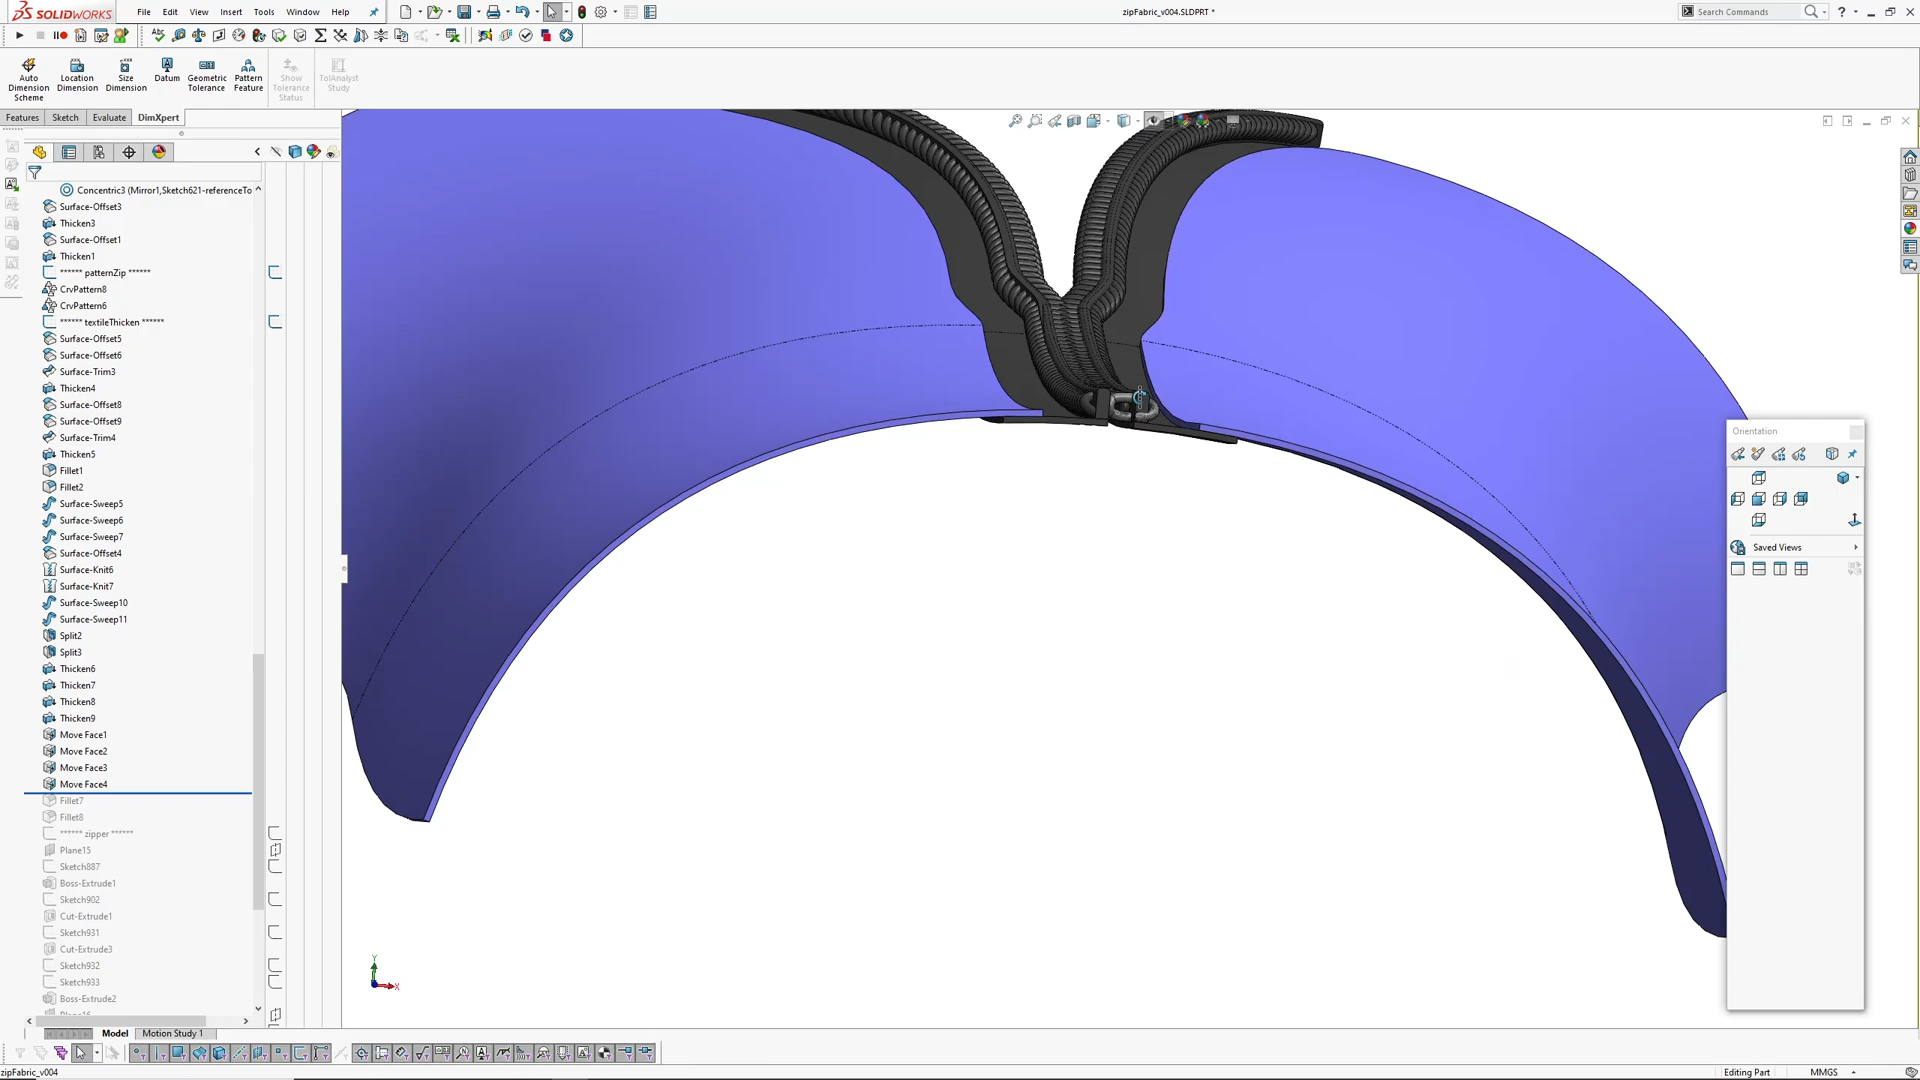 SOLIDWORKS File Edit View Insert Tools Window Help
zipFabric_v004.SLDPRT *
Search Commands
Auto Dimension Scheme
Location Dimension
Size Dimension
Datum
Geometric Tolerance
Pattern Feature
Show Tolerance Status
TolAnalyst Study
Features Sketch Evaluate DimXpert
Concentric3 (Mirror1,Sketch621-referenceTo
Surface-Offset3
Thicken3
Surface-Offset1
Thicken1
****** patternZip ******
CrvPattern8
CrvPattern6
****** textileThicken ******
Surface-Offset5
Surface-Offset6
Surface-Trim3
Thicken4
Surface-Offset8
Surface-Offset9
Surface-Trim4
Thicken5
Fillet1
Fillet2
Surface-Sweep5
Surface-Sweep6
Surface-Sweep7
Surface-Offset4
Surface-Knit6
Surface-Knit7
Surface-Sweep10
Surface-Sweep11
Split2
Split3
Thicken6
Thicken7
Thicken8
Thicken9
Move Face1
Move Face2
Move Face3
Move Face4
Fillet7
Fillet8
****** zipper ******
Plane15
Sketch887
Boss-Extrude1
Sketch902
Cut-Extrude1
Sketch931
Cut-Extrude3
Sketch932
Sketch933
Boss-Extrude2
Orientation
Saved Views
Y
X
Model Motion Study 1
zipFabric_v004
Editing Part
MMGS